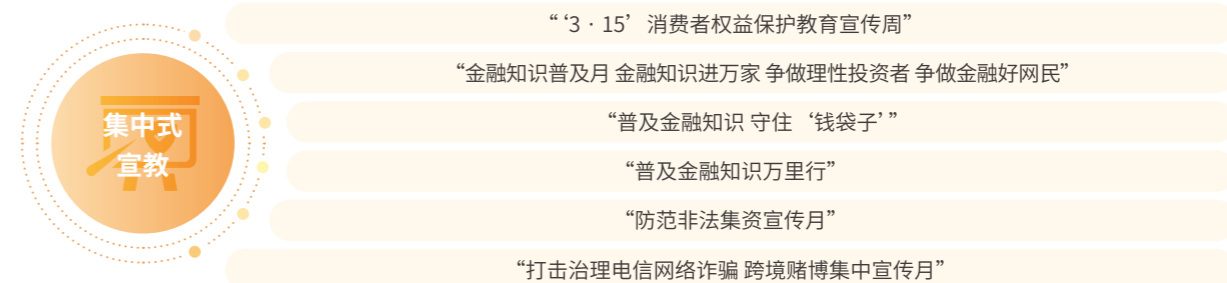 集中式
宣教
“‘3·15’消费者权益保护教育宣传周”
“金融知识普及月 金融知识进万家 争做理性投资者 争做金融好网民”
“普及金融知识 守住‘钱袋子’”
“普及金融知识万里行”
“防范非法集资宣传月”
“打击治理电信网络诈骗 跨境赌博集中宣传月”